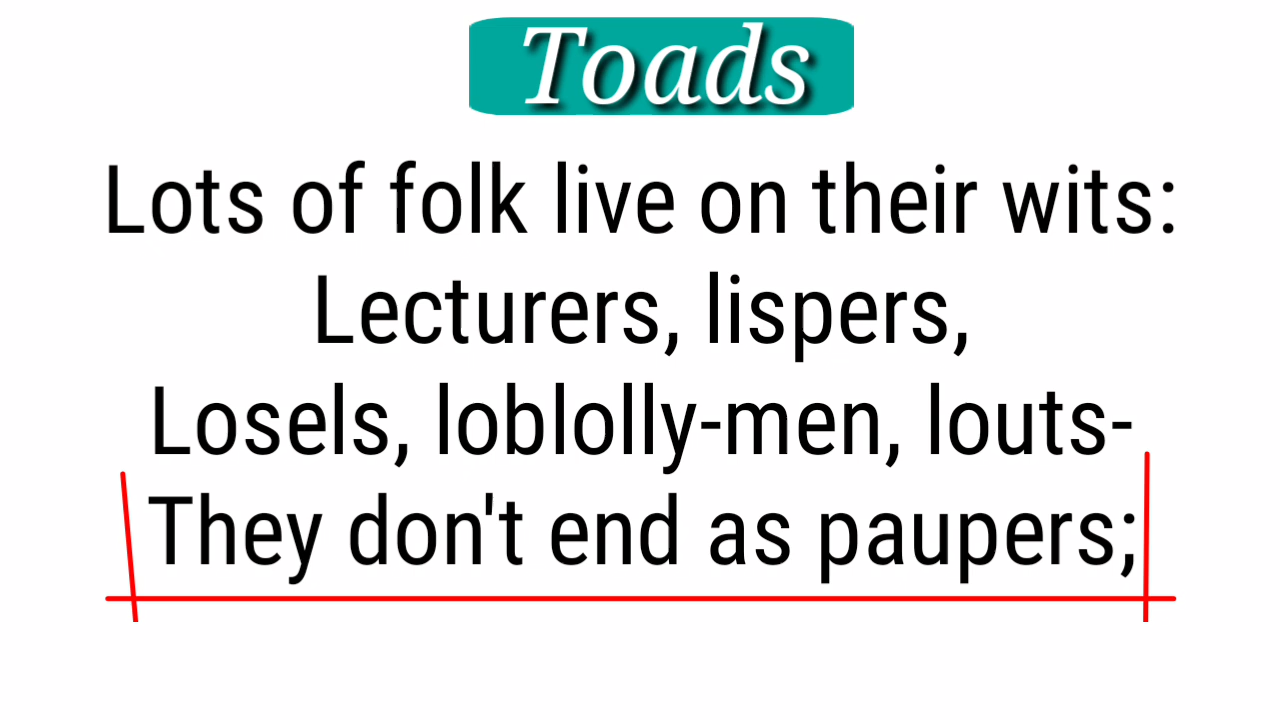 Toads
Lots of folk live on their wits:
Lecturers, lispers,
Losels, loblolly-men, louts-
They don't end as paupers;